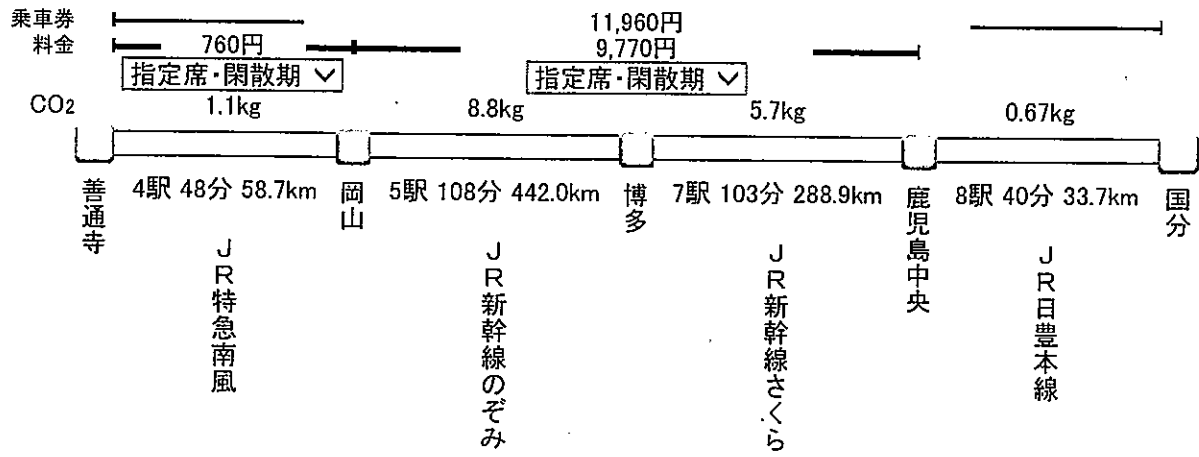 乗車券 11,960円
料金 760円 9,770円
指定席・閑散期 指定席・閑散期
CO2 1.1kg 8.8kg 5.7kg 0.67kg
善通寺 4駅 48分 58.7km 岡山 5駅 108分 442.0km 博多 7駅 103分 288.9km 鹿児島中央 8駅 40分 33.7km 国分
JR特急南風
JR新幹線のぞみ
JR新幹線さくら
JR日豊本線